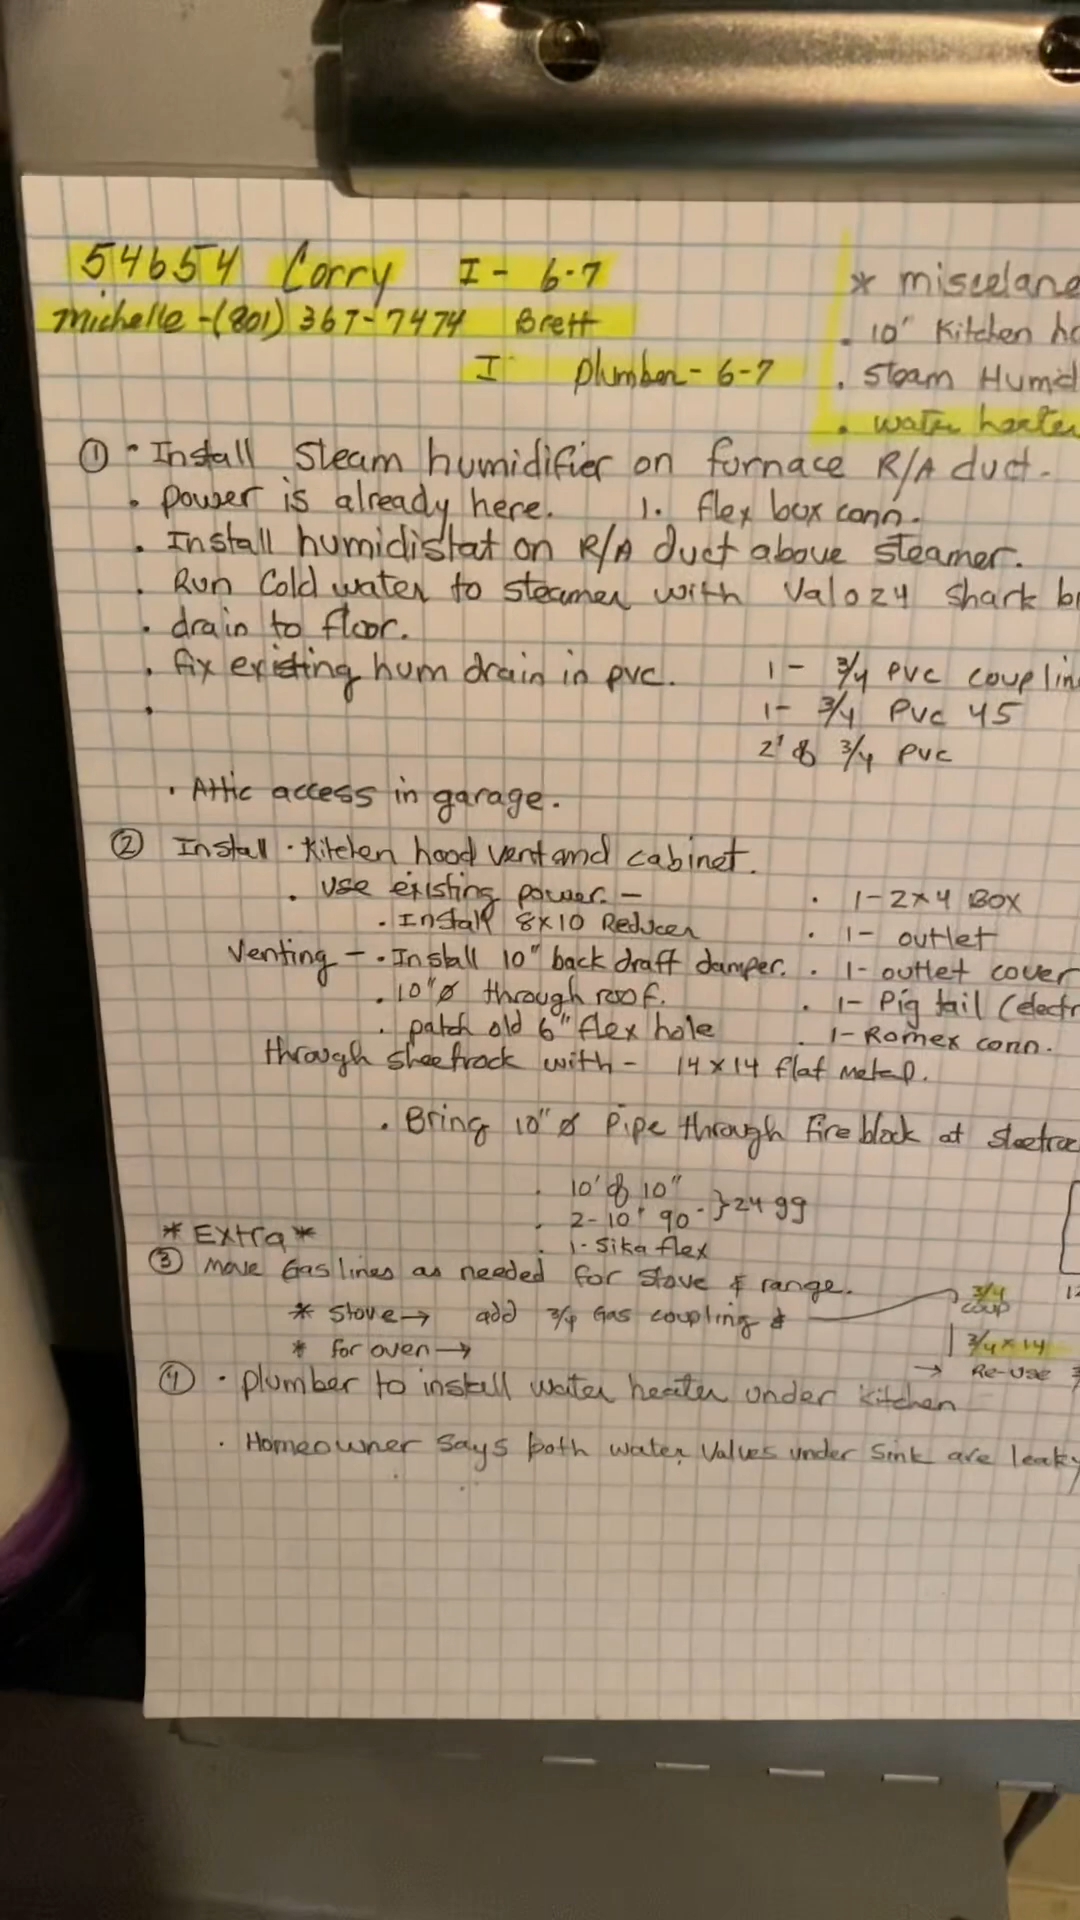 54654 Corry I - 6-7
Michelle - (801) 367-7474 Brett
I Plumber - 6-7
* miscelane
. 10" Kitchen ho
. Steam Humid
. water heater
① · Install Steam humidifier on furnace R/A duct.
. power is already here. 1. flex box conn.
. Install humidistat on R/A duct above steamer.
. Run Cold water to steamer with Val024 Shark bi
. drain to floor.
. fix existing hum drain in pvc. 1 - 3/4 PVC couplin
1 - 3/4 PVC 45
2' of 3/4 PVC
. Attic access in garage.
② Install · Kitchen hood vent and cabinet.
. use existing power. - . 1-2x4 Box
. Install 8x10 Reducer . 1- outlet
Venting - . Install 10" back draft damper. . 1- outlet cover
. 10"ø through roof. . 1- Pig tail (electr
. patch old 6" flex hole . 1-Romex conn.
through sheetrock with - 14x14 flat metal.
. Bring 10"ø Pipe through fire block at sheetroc
. 10' of 10"
. 2-10" 90 - } 24 gg
* Extra *
. 1-Sika flex
③ Move Gas lines as needed for Stove & range.
* Stove → add 3/4 Gas coupling & 3/4 coup
* for oven → 3/4 x 14
→ Re-use
④ · Plumber to install water heater under kitchen
. Homeowner says both water valves under sink are leaky